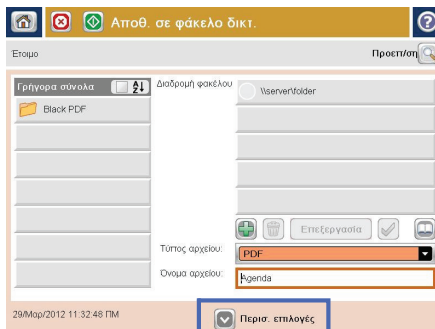 Αποθ. σε φάκελο δικτ.
Έτοιμο
Προεπ/ση
Γρήγορα σύνολα
Διαδρομή φακέλου
\\server\folder
Black PDF
Επεξεργασία
Τύπος αρχείου:
PDF
Όνομα αρχείου:
Agenda
29/Μαρ/2012 11:32:48 ΠΜ
Περισ. επιλογές